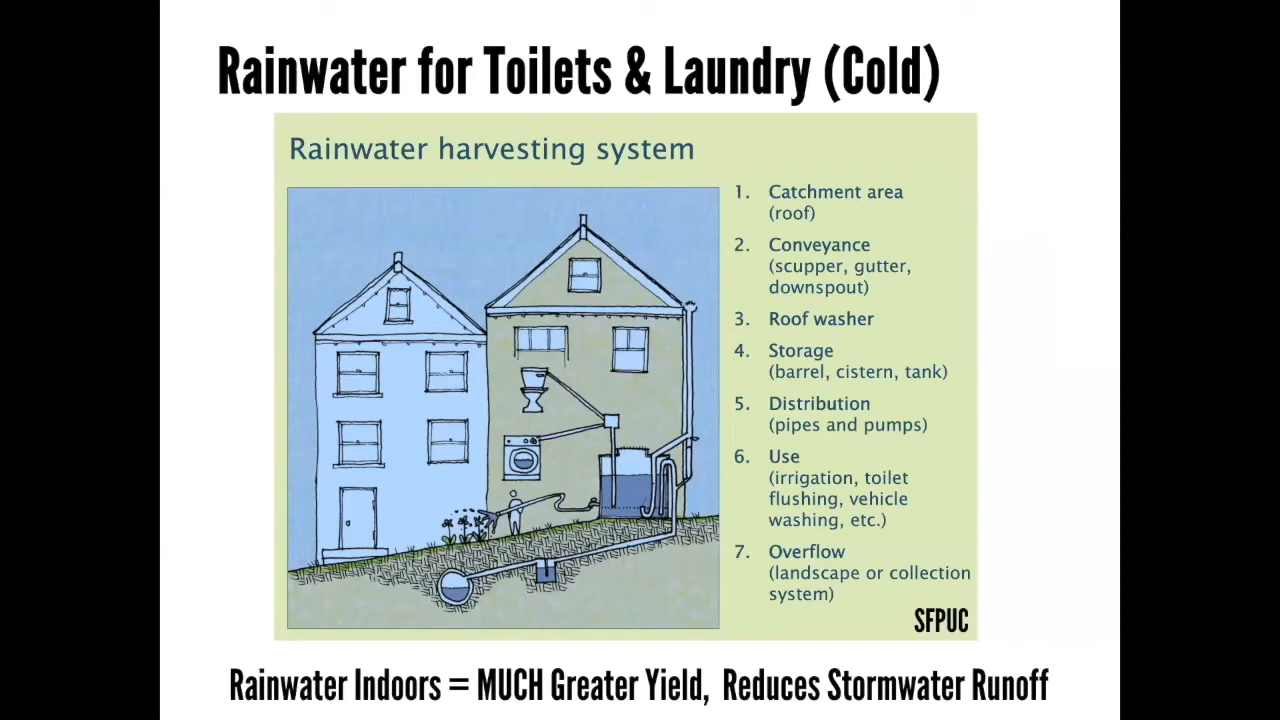 Rainwater for Toilets & Laundry (Cold)
Rainwater harvesting system
1. Catchment area
(roof)
2. Conveyance
(scupper, gutter,
downspout)
3. Roof washer
4. Storage
(barrel, cistern, tank)
5. Distribution
(pipes and pumps)
6. Use
(irrigation, toilet
flushing, vehicle
washing, etc.)
7. Overflow
(landscape or collection
system)
SFPUC
Rainwater Indoors = MUCH Greater Yield, Reduces Stormwater Runoff